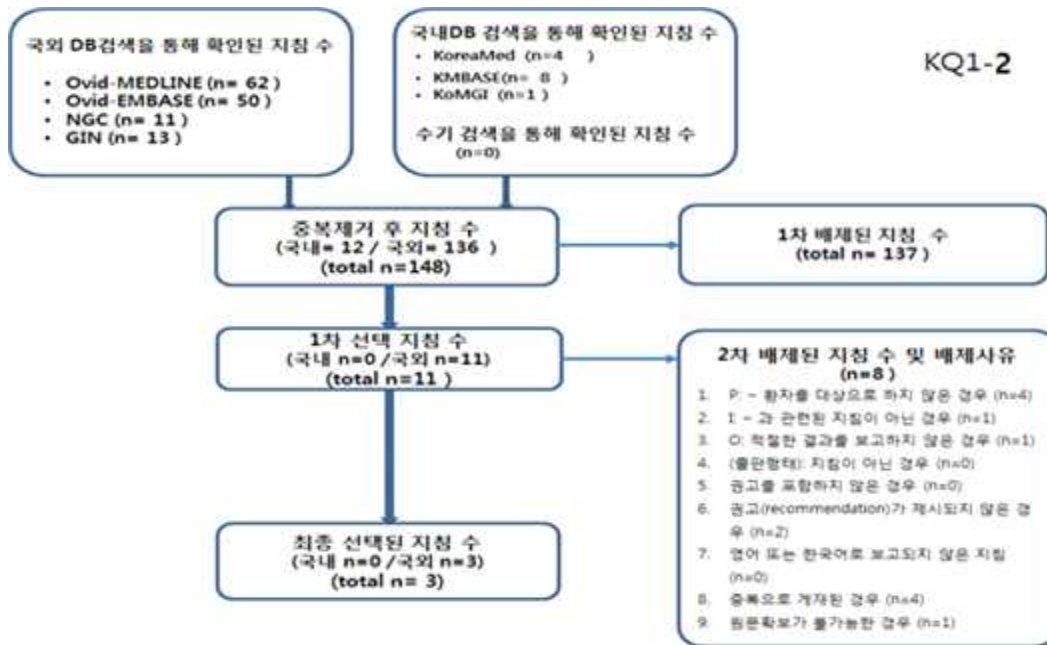 국외 DB검색을 통해 확인된 지침 수
• Ovid-MEDLINE (n= 62)
• Ovid-EMBASE (n= 50)
• NGC (n= 11)
• GIN (n= 13)
국내DB 검색을 통해 확인된 지침 수
• KoreaMed (n=4 )
• KMBASE(n= 8 )
• KoMGI (n=1 )
수기 검색을 통해 확인된 지침 수
(n=0)
KQ1-2
중복제거 후 지침 수
(국내= 12 / 국외= 136 )
(total n=148)
1차 배제된 지침 수
(total n= 137 )
1차 선택 지침 수
(국내 n=0 /국외 n=11)
(total n=11 )
2차 배제된 지침 수 및 배제사유
(n=8 )
1. P: ~ 환자를 대상으로 하지 않은 경우 (n=4)
2. I: ~ 과 관련된 지침이 아닌 경우 (n=1)
3. O: 적절한 결과를 보고하지 않은 경우 (n=1)
4. (출판형태): 지침이 아닌 경우 (n=0)
5. 권고를 포함하지 않은 경우 (n=0)
6. 권고(recommendation)가 제시되지 않은 경
우 (n=2)
7. 영어 또는 한국어로 보고되지 않은 지침
(n=0)
8. 중복으로 게재된 경우 (n=4)
9. 원문확보가 불가능한 경우 (n=1)
최종 선택된 지침 수
(국내 n=0 /국외 n=3)
(total n= 3)